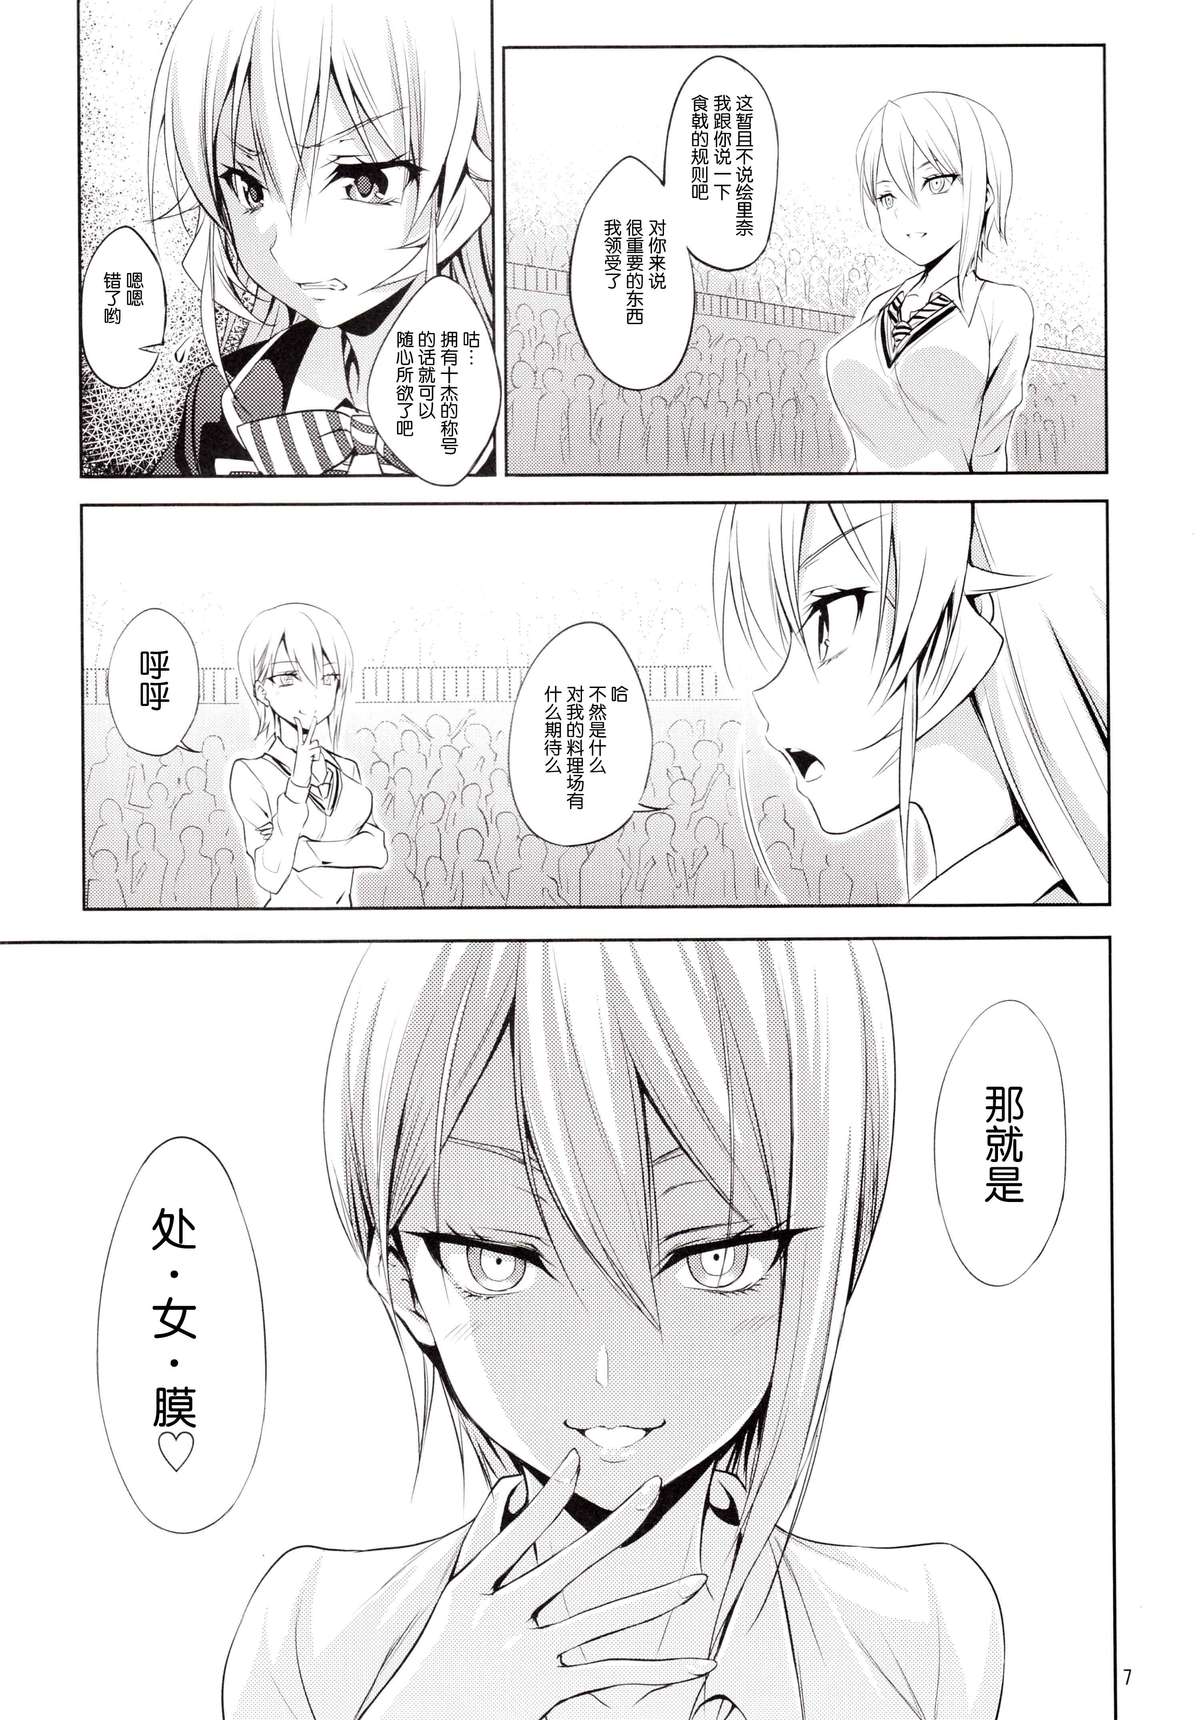 这暂且不说绘里奈
我跟你说一下
食戟的规则吧
对你来说
很重要的东西
我领受了
咕…
拥有十杰的称号
的话就可以
随心所欲了吧
嗯嗯
错了哟
哈
不然是什么
对我的料理场有
什么期待么
呼呼
那就是
处·女·膜♡
7